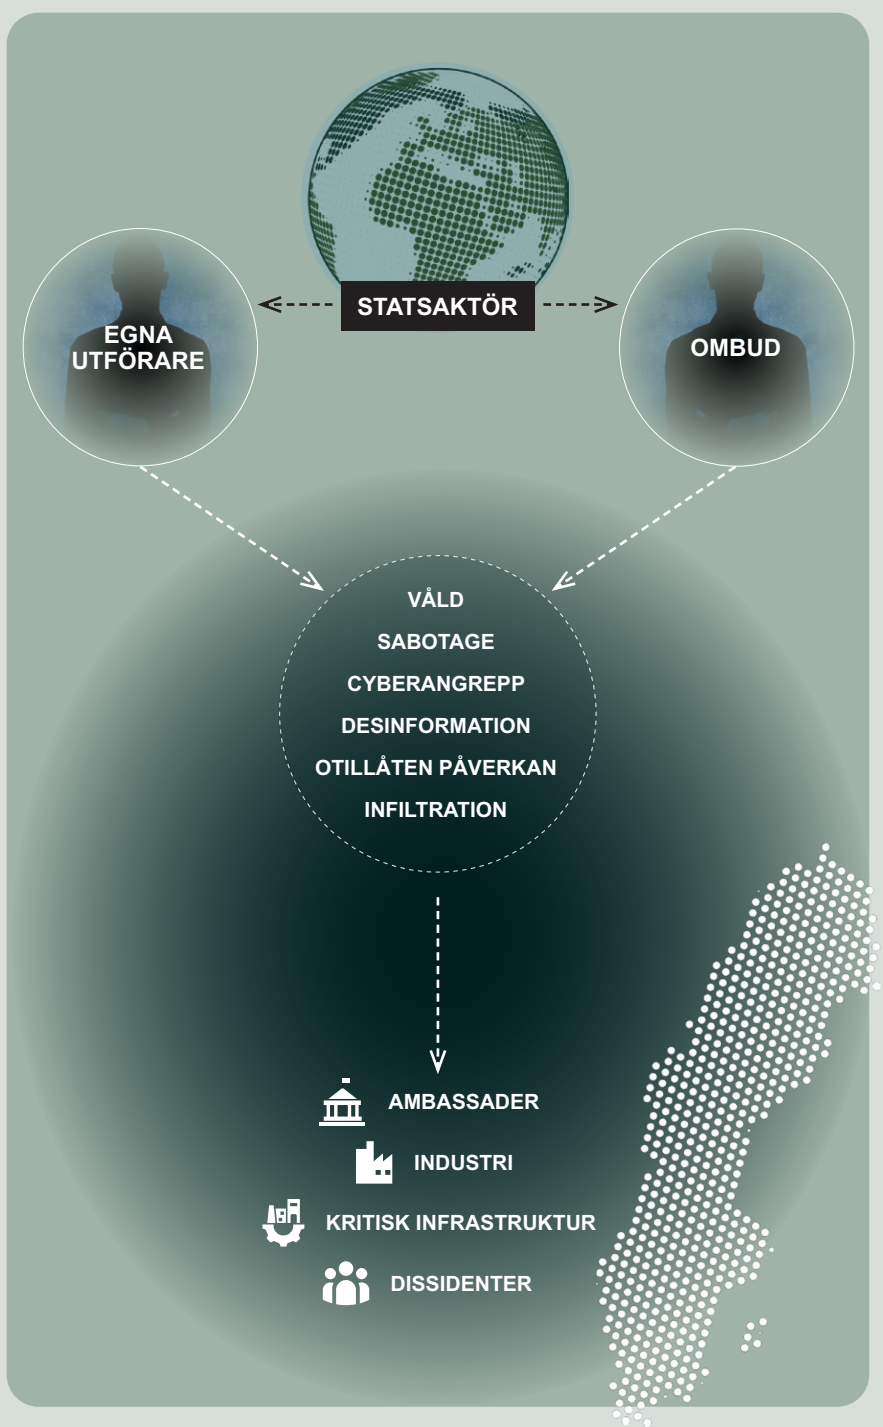 STATSAKTÖR
EGNA
UTFÖRARE
OMBUD
VÅLD
SABOTAGE
CYBERANGREPP
DESINFORMATION
OTILLÅTEN PÅVERKAN
INFILTRATION
AMBASSADER
INDUSTRI
KRITISK INFRASTRUKTUR
DISSIDENTER